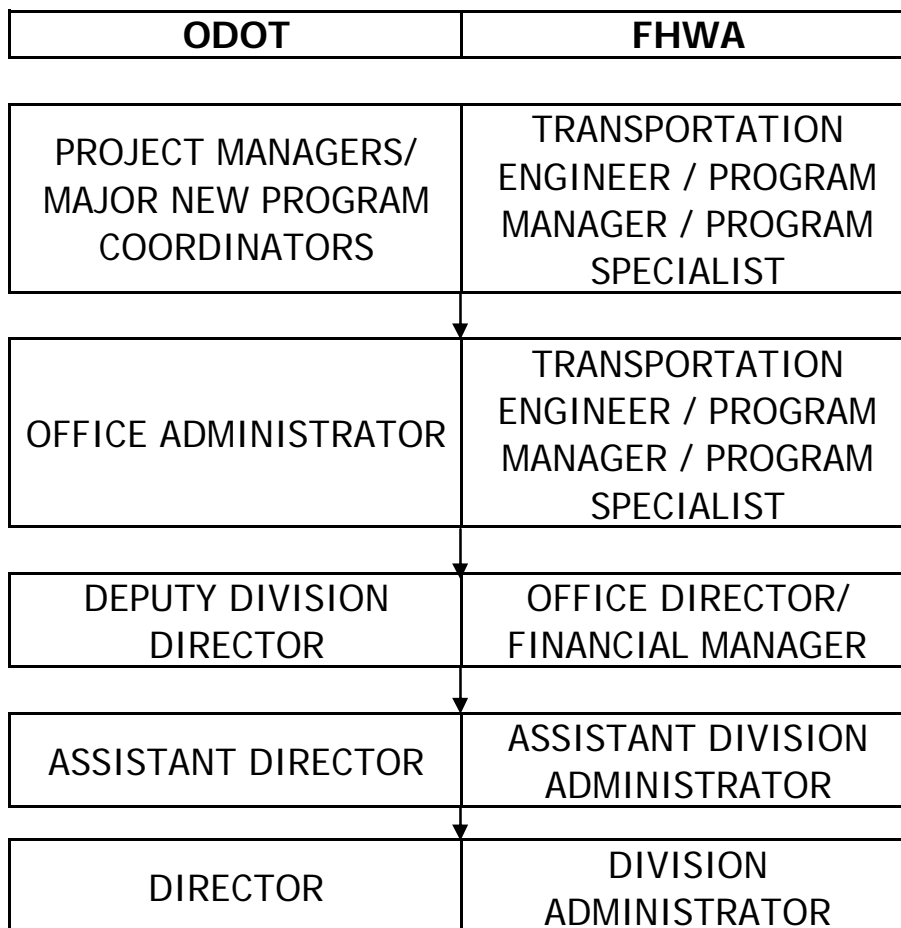 ODOT
FHWA
PROJECT MANAGERS/
MAJOR NEW PROGRAM
COORDINATORS
TRANSPORTATION
ENGINEER / PROGRAM
MANAGER / PROGRAM
SPECIALIST
OFFICE ADMINISTRATOR
TRANSPORTATION
ENGINEER / PROGRAM
MANAGER / PROGRAM
SPECIALIST
DEPUTY DIVISION
DIRECTOR
OFFICE DIRECTOR/
FINANCIAL MANAGER
ASSISTANT DIRECTOR
ASSISTANT DIVISION
ADMINISTRATOR
DIRECTOR
DIVISION
ADMINISTRATOR